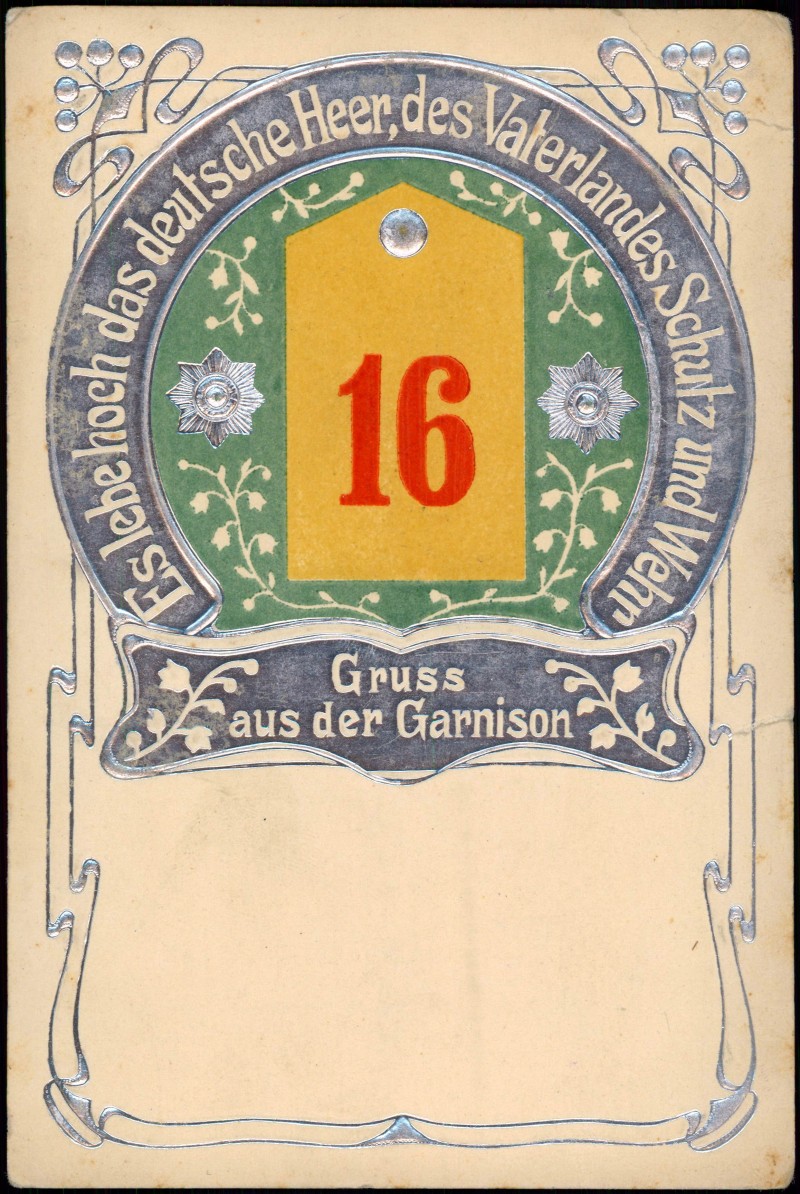 Es lebe hoch das deutsche Heer, des Vaterlandes Schutz und Wehr
16
Gruss
aus der Garnison